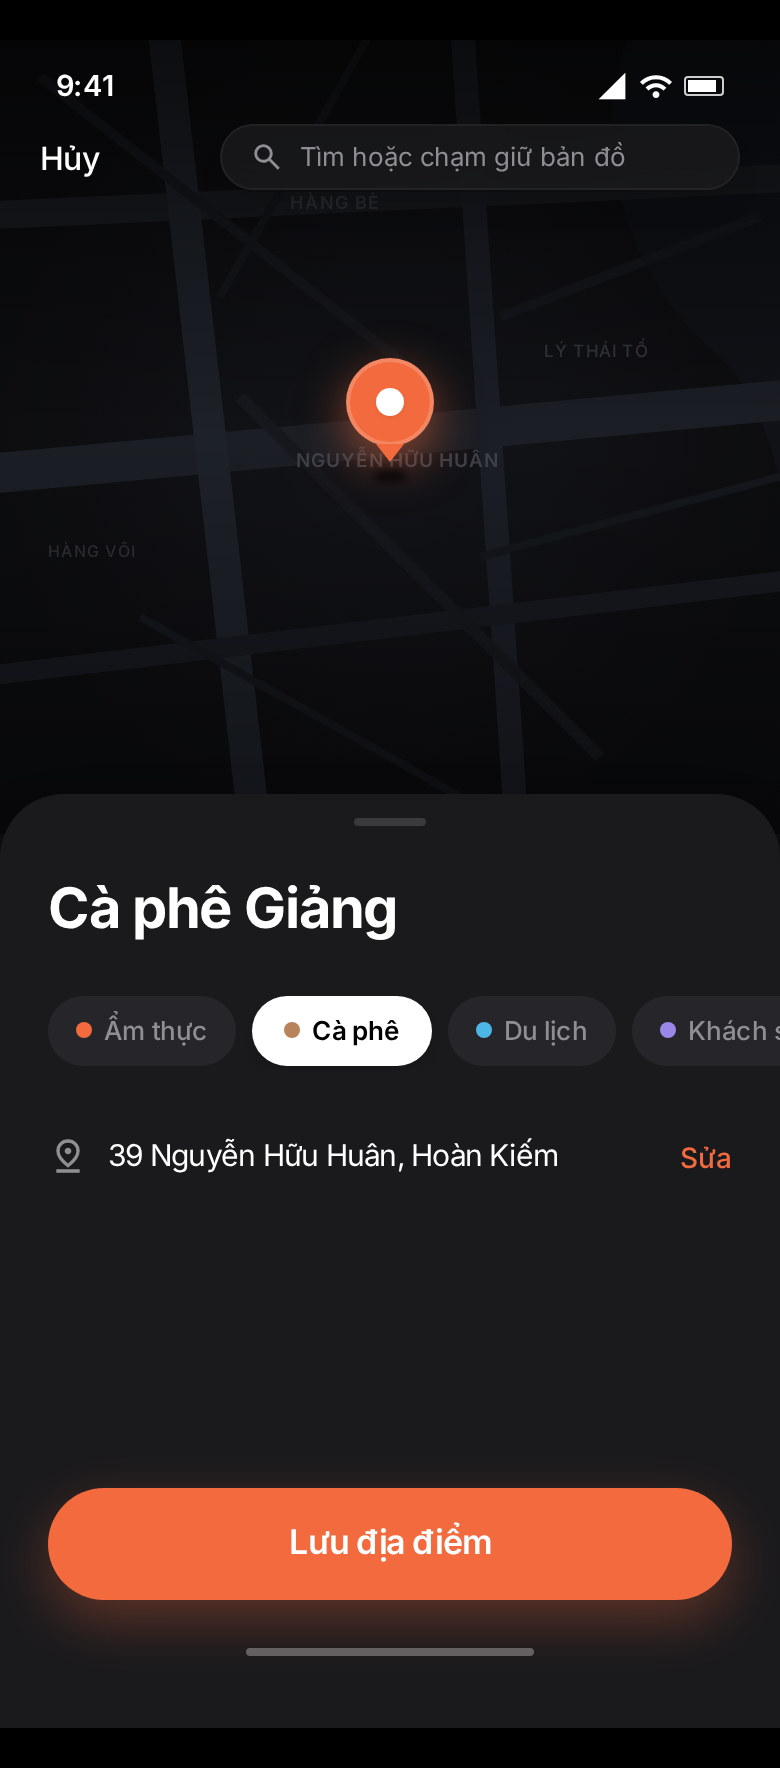 9:41
Hủy
Tìm hoặc chạm giữ bản đồ
HÀNG BÈ
LÝ THÁI TỔ
NGUYỄN HỮU HUÂN
HÀNG VÔI
Cà phê Giảng
Ẩm thực
Cà phê
Du lịch
Khách s
39 Nguyễn Hữu Huân, Hoàn Kiếm
Sửa
Lưu địa điểm